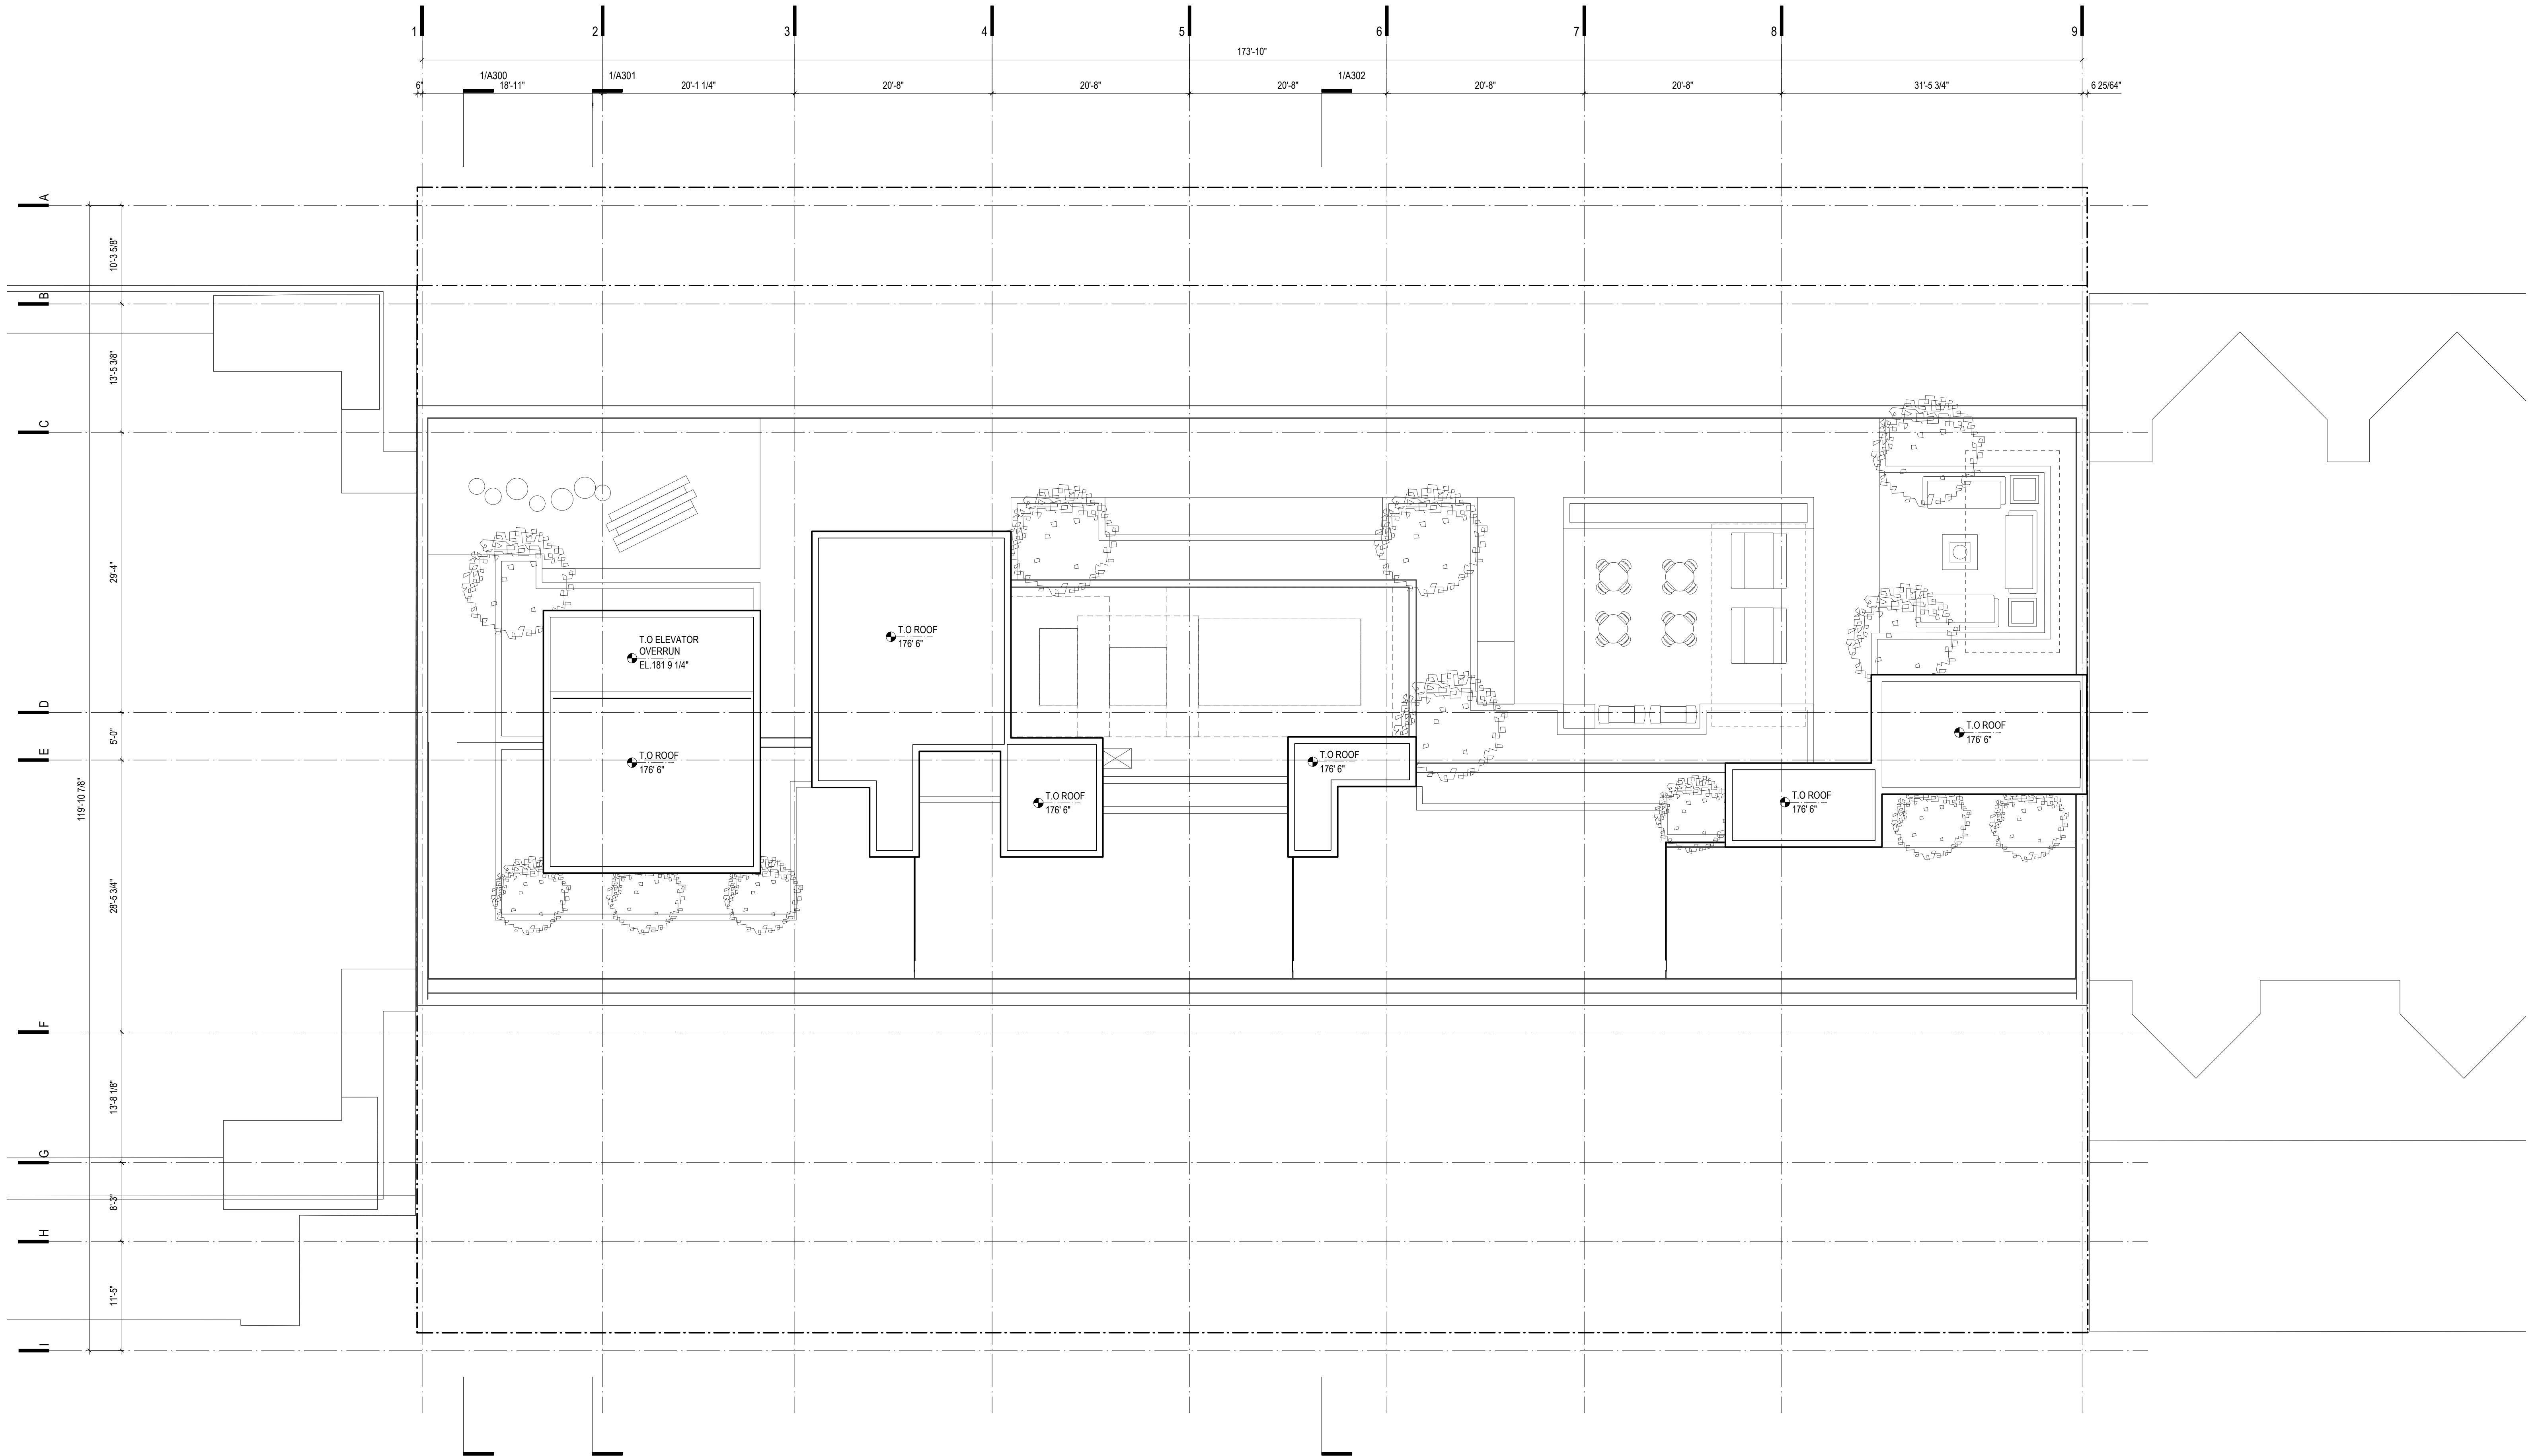 1 2 3 4 5 6 7 8 9
173'-10"
1/A300 1/A301 1/A302
6" 18'-11" 20'-1 1/4" 20'-8" 20'-8" 20'-8" 20'-8" 20'-8" 31'-5 3/4" 6 25/64"
A
10'-3 5/8"
B
13'-5 3/8"
C
29'-4"
D
5'-0"
E
119'-10 7/8"
28'-5 3/4"
F
13'-8 1/8"
G
8'-3"
H
11'-5"
I
T.O ELEVATOR
OVERRUN
EL.181 9 1/4"
T.O ROOF
176' 6"
T.O ROOF
176' 6"
T.O ROOF
176' 6"
T.O ROOF
176' 6"
T.O ROOF
176' 6"
T.O ROOF
176' 6"